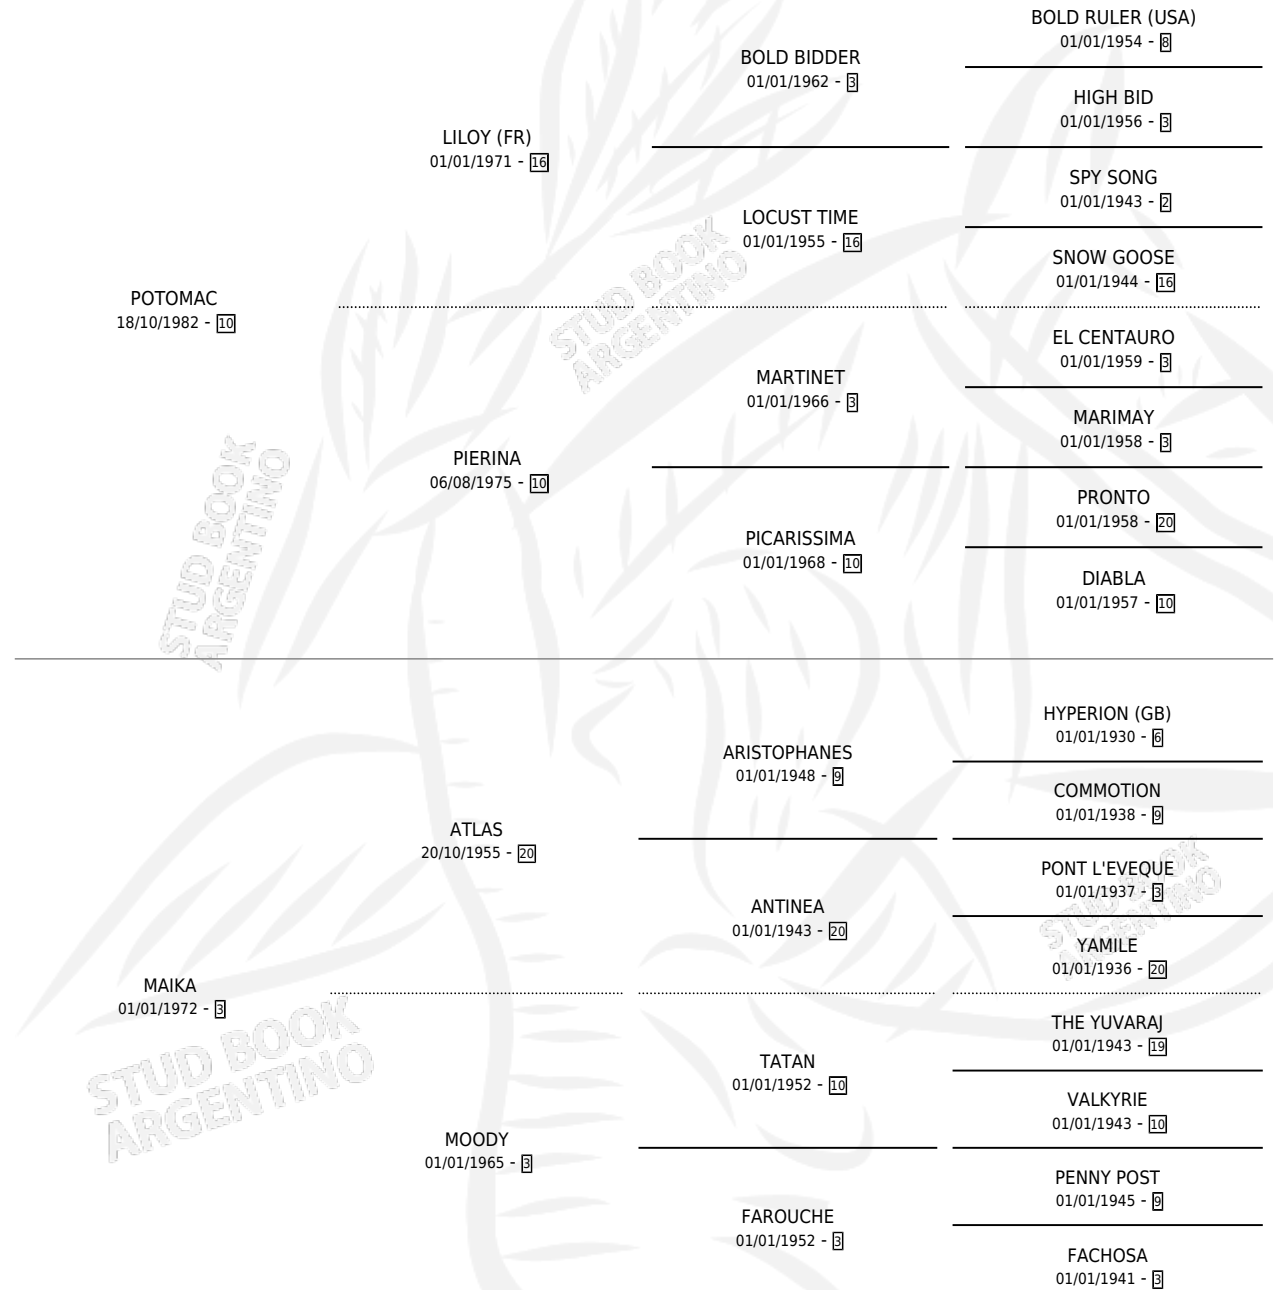 BOLD RULER (USA)
01/01/1954 - 8
BOLD BIDDER
01/01/1962 - 3
HIGH BID
01/01/1956 - 3
LILOY (FR)
01/01/1971 - 16
SPY SONG
01/01/1943 - 2
LOCUST TIME
01/01/1955 - 16
SNOW GOOSE
01/01/1944 - 16
POTOMAC
18/10/1982 - 10
EL CENTAURO
01/01/1959 - 3
MARTINET
01/01/1966 - 3
MARIMAY
01/01/1958 - 3
PIERINA
06/08/1975 - 10
PRONTO
01/01/1958 - 20
PICARISSIMA
01/01/1968 - 10
DIABLA
01/01/1957 - 10
STUD BOOK
ARGENTINO
STUD BOOK
ARGENTINO
HYPERION (GB)
01/01/1930 - 6
ARISTOPHANES
01/01/1948 - 9
COMMOTION
01/01/1938 - 9
ATLAS
20/10/1955 - 20
PONT L'EVEQUE
01/01/1937 - 3
ANTINEA
01/01/1943 - 20
YAMILE
01/01/1936 - 20
MAIKA
01/01/1972 - 3
THE YUVARAJ
01/01/1943 - 19
TATAN
01/01/1952 - 10
VALKYRIE
01/01/1943 - 10
MOODY
01/01/1965 - 3
PENNY POST
01/01/1945 - 9
FAROUCHE
01/01/1952 - 3
FACHOSA
01/01/1941 - 3
STUD BOOK
ARGENTINO
STUD BOOK
ARGENTINO